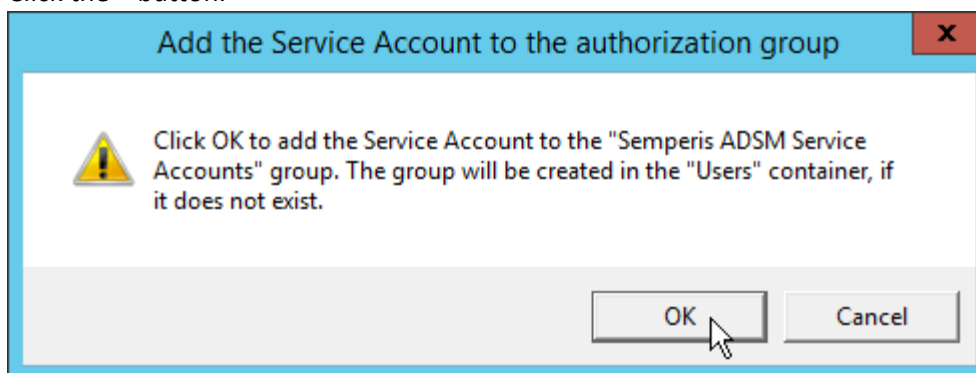 Add the Service Account to the authorization group
x
Click OK to add the Service Account to the "Semperis ADSM Service
Accounts" group. The group will be created in the "Users" container, if
it does not exist.
OK
Cancel